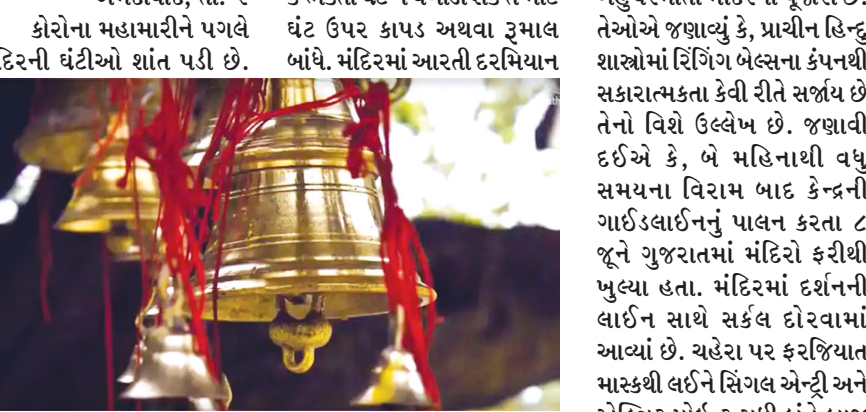 કોરોના મહામારીને પગલે
મંદિરની ઘંટીઓ શાંત પડી છે.
ઘંટ ઉપર કાપડ અથવા રૂમાલ
બાંધે. મંદિરમાં આરતી દરમિયાન
તેઓએ જણાવ્યું કે, પ્રાચીન હિન્દુ
શાસ્ત્રોમાં રિંગિંગ બેલ્સના કંપનથી
સકારાત્મકતા કેવી રીતે સર્જાય છે
તેનો વિશે ઉલ્લેખ છે. જણાવી
દઈએ કે, બે મહિનાથી વધુ
સમયના વિરામ બાદ કેન્દ્રની
ગાઈડલાઈનનું પાલન કરતા ૮
જૂને ગુજરાતમાં મંદિરો ફરીથી
ખુલ્યા હતા. મંદિરમાં દર્શનની
લાઈન સાથે સર્કલ દોરવામાં
આવ્યાં છે. ચહેરા પર ફરજિયાત
માસ્કથી લઈને સિંગલ એન્ટ્રી અને